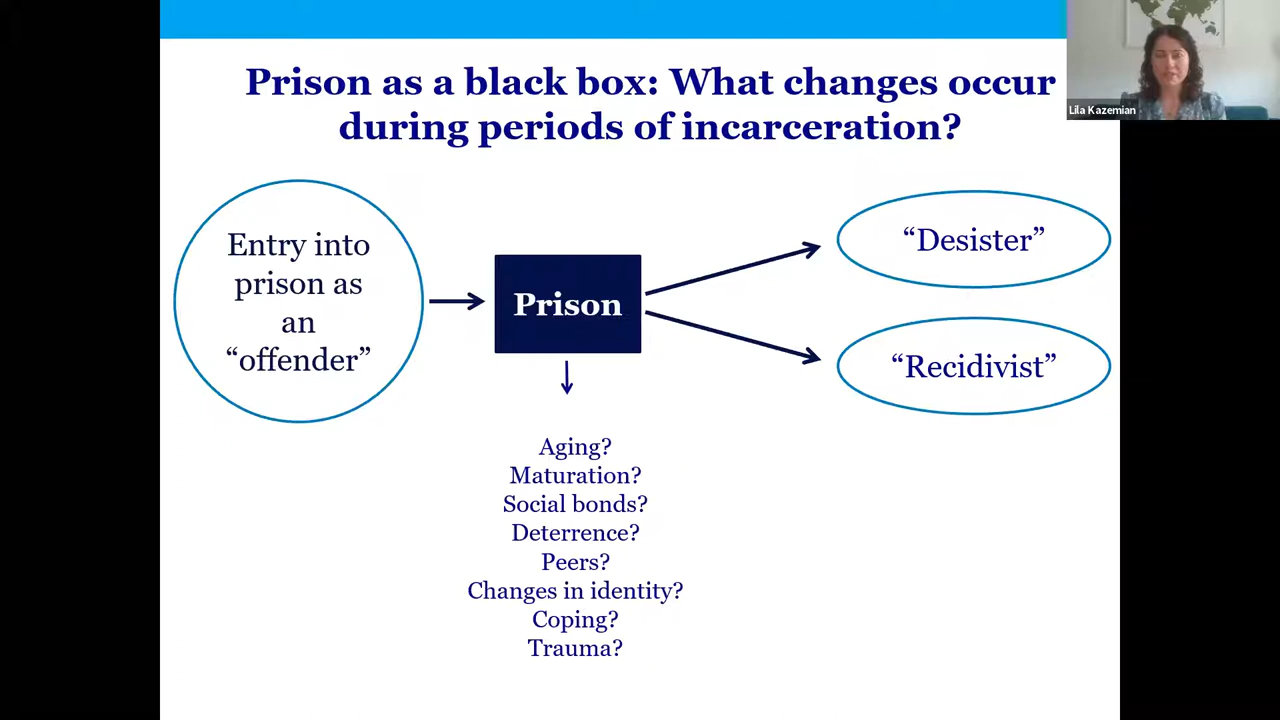 Prison as a black box: What changes occur
during periods of incarceration?
Lila Kazemian
Entry into
prison as
an
“offender”
Prison
“Desister”
“Recidivist”
Aging?
Maturation?
Social bonds?
Deterrence?
Peers?
Changes in identity?
Coping?
Trauma?